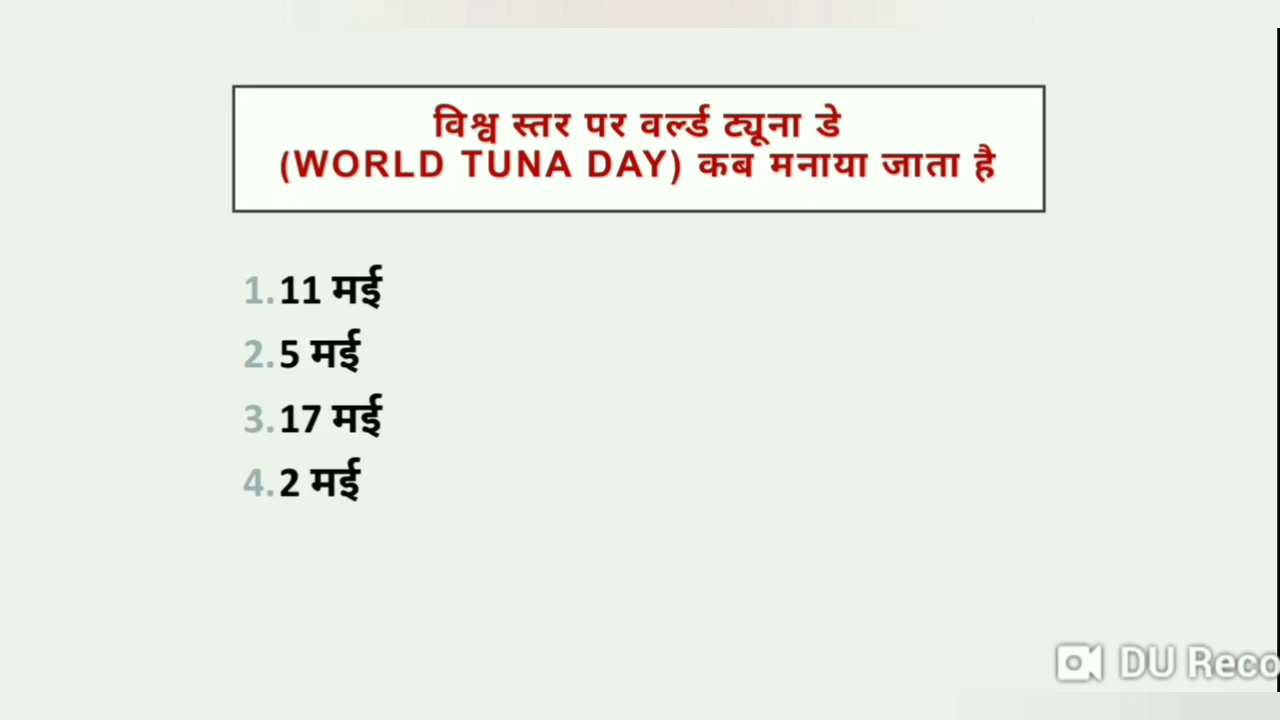 विश्व स्तर पर वर्ल्ड ट्यूना डे
(WORLD TUNA DAY) कब मनाया जाता है
1. 11 मई
2. 5 मई
3. 17 मई
4. 2 मई
DU Reco